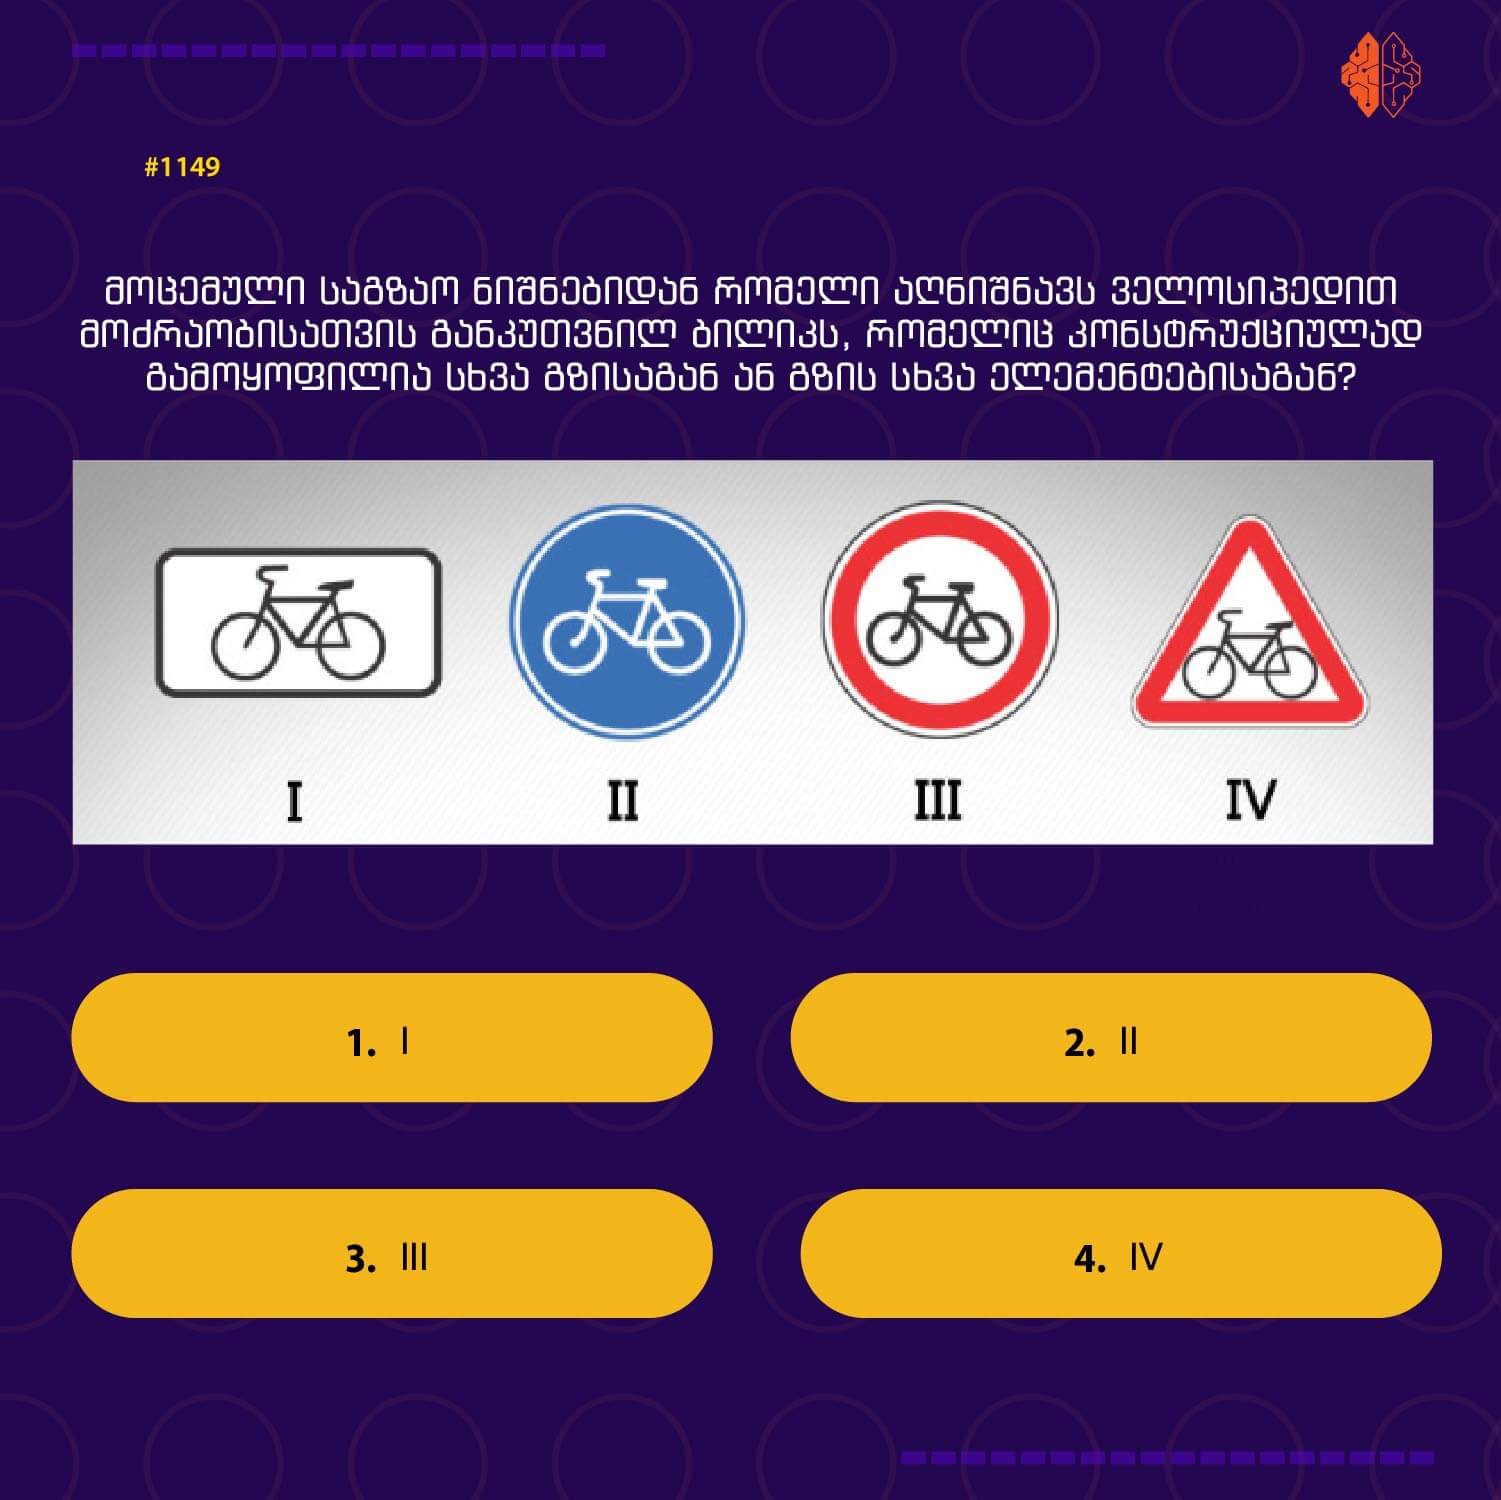 #1149
მოცემული საგზაო ნიშნებიდან რომელი აღნიშნავს ველოსიპედით
მოძრაობისათვის განკუთვნილ ბილიკს, რომელიც კონსტრუქციულად
გამოყოფილია სხვა გზისაგან ან გზის სხვა ელემენტებისაგან?
I II III IV
1. I
2. II
3. III
4. IV